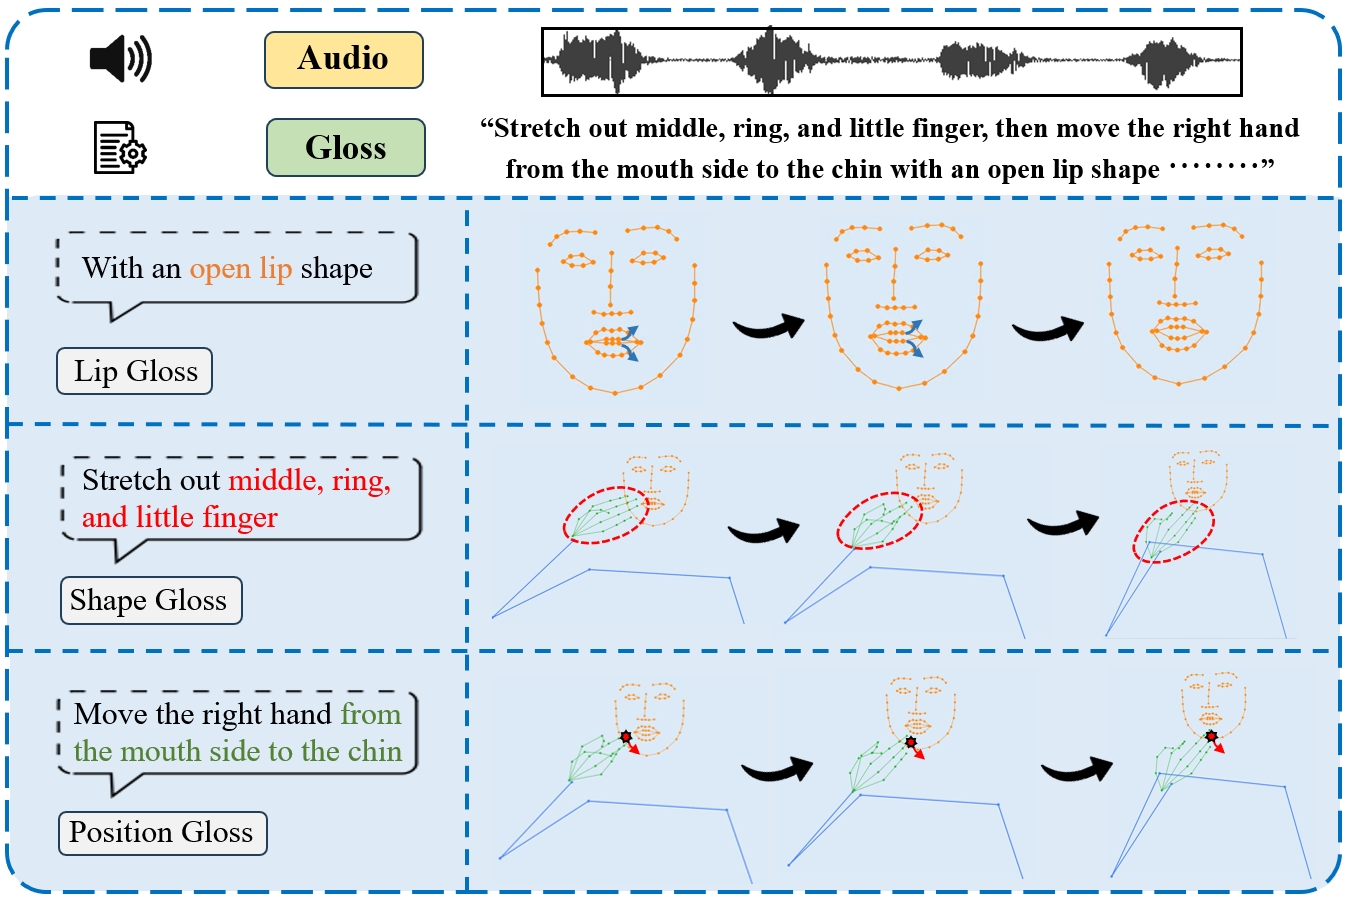 Audio
Gloss
“Stretch out middle, ring, and little finger, then move the right hand
from the mouth side to the chin with an open lip shape ·········”
With an open lip shape
Lip Gloss
Stretch out middle, ring,
and little finger
Shape Gloss
Move the right hand from
the mouth side to the chin
Position Gloss